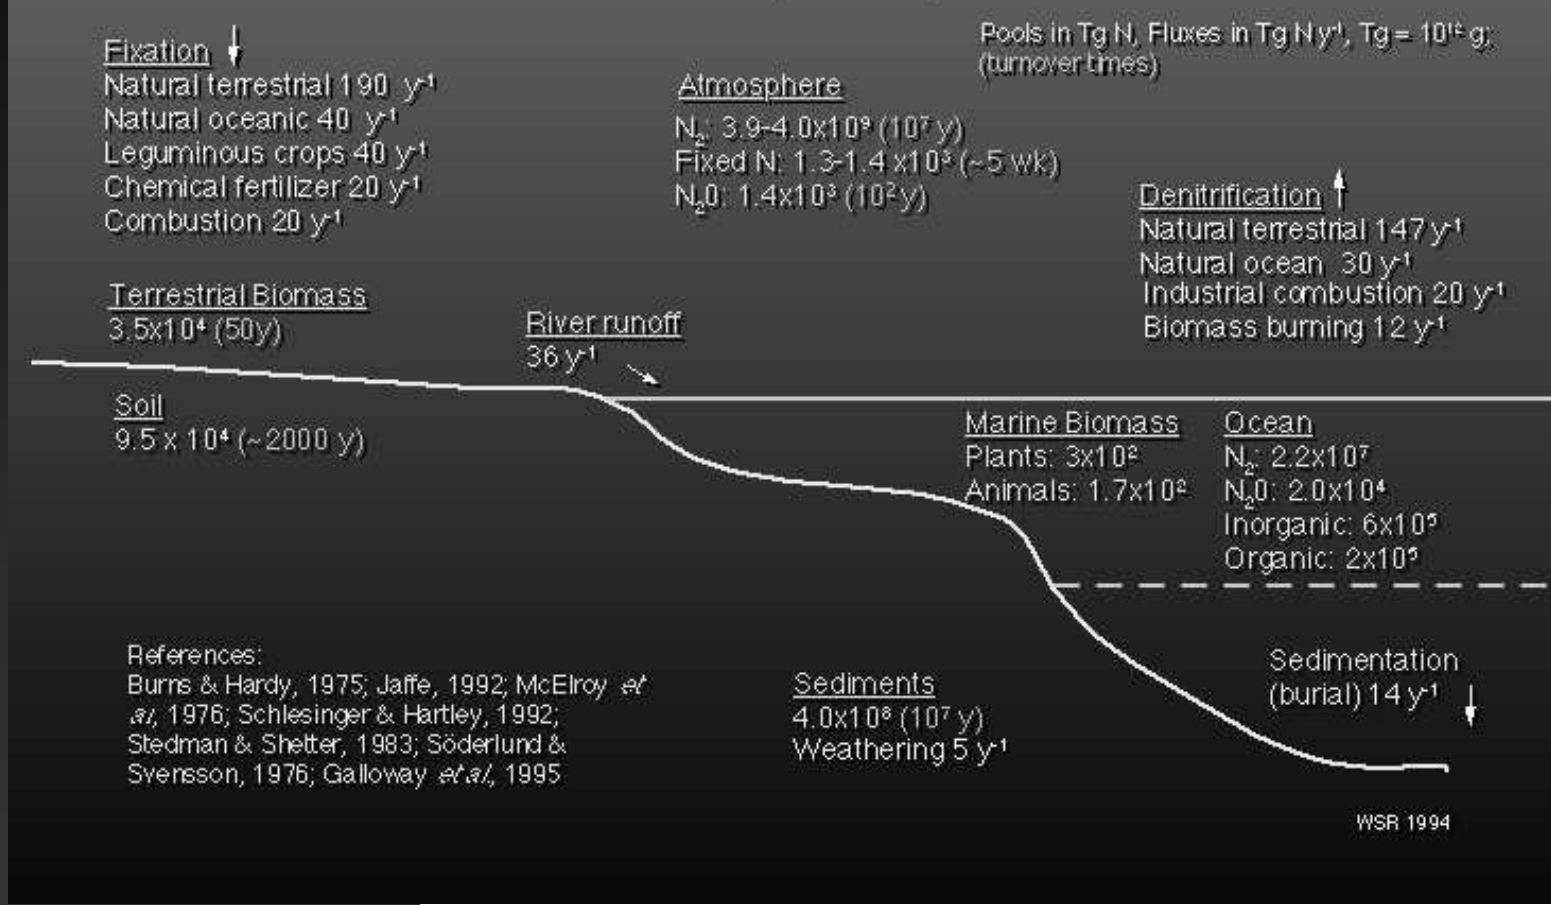 Pools in Tg N, Fluxes in Tg N y⁻¹, Tg = 10¹² g;
(turnover times)
Fixation
Natural terrestrial 190 y⁻¹
Natural oceanic 40 y⁻¹
Leguminous crops 40 y⁻¹
Chemical fertilizer 20 y⁻¹
Combustion 20 y⁻¹
Atmosphere
N₂: 3.9-4.0x10⁹ (10⁷ y)
Fixed N: 1.3-1.4 x10³ (~5 wk)
N₂0: 1.4x10³ (10² y)
Denitrification
Natural terrestrial 147 y⁻¹
Natural ocean 30 y⁻¹
Industrial combustion 20 y⁻¹
Biomass burning 12 y⁻¹
Terrestrial Biomass
3.5x10⁴ (50y)
River runoff
36 y⁻¹
Soil
9.5 x 10⁴ (~2000 y)
Marine Biomass
Plants: 3x10²
Animals: 1.7x10²
Ocean
N₂: 2.2x10⁷
N₂0: 2.0x10⁴
Inorganic: 6x10⁵
Organic: 2x10⁵
References:
Burns & Hardy, 1975; Jaffe, 1992; McElroy et
al, 1976; Schlesinger & Hartley, 1992;
Stedman & Shetter, 1983; Söderlund &
Svensson, 1976; Galloway et al, 1995
Sediments
4.0x10⁸ (10⁷ y)
Weathering 5 y⁻¹
Sedimentation
(burial) 14 y⁻¹
WSR 1994